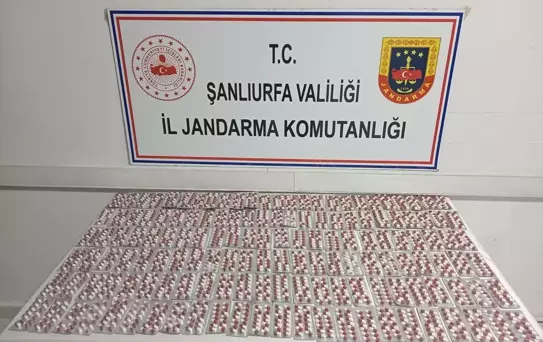 T.C.
ŞANLIURFA VALİLİĞİ
İL JANDARMA KOMUTANLIĞI
JANDARMA